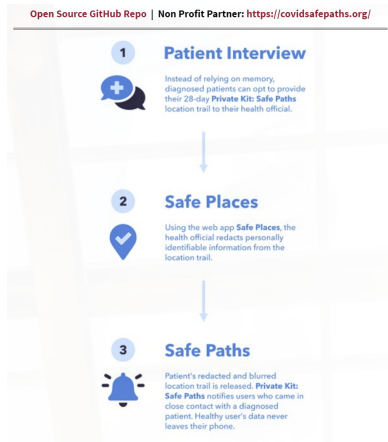 Open Source GitHub Repo | Non Profit Partner: https://covidsafepaths.org/
1
Patient Interview
Instead of relying on memory,
diagnosed patients can opt to provide
their 28-day Private Kit: Safe Paths
location trail to their health official.
2
Safe Places
Using the web app Safe Places, the
health official redacts personally
identifiable information from the
location trail.
3
Safe Paths
Patient's redacted and blurred
location trail is released. Private Kit:
Safe Paths notifies users who came in
close contact with a diagnosed
patient. Healthy user's data never
leaves their phone.